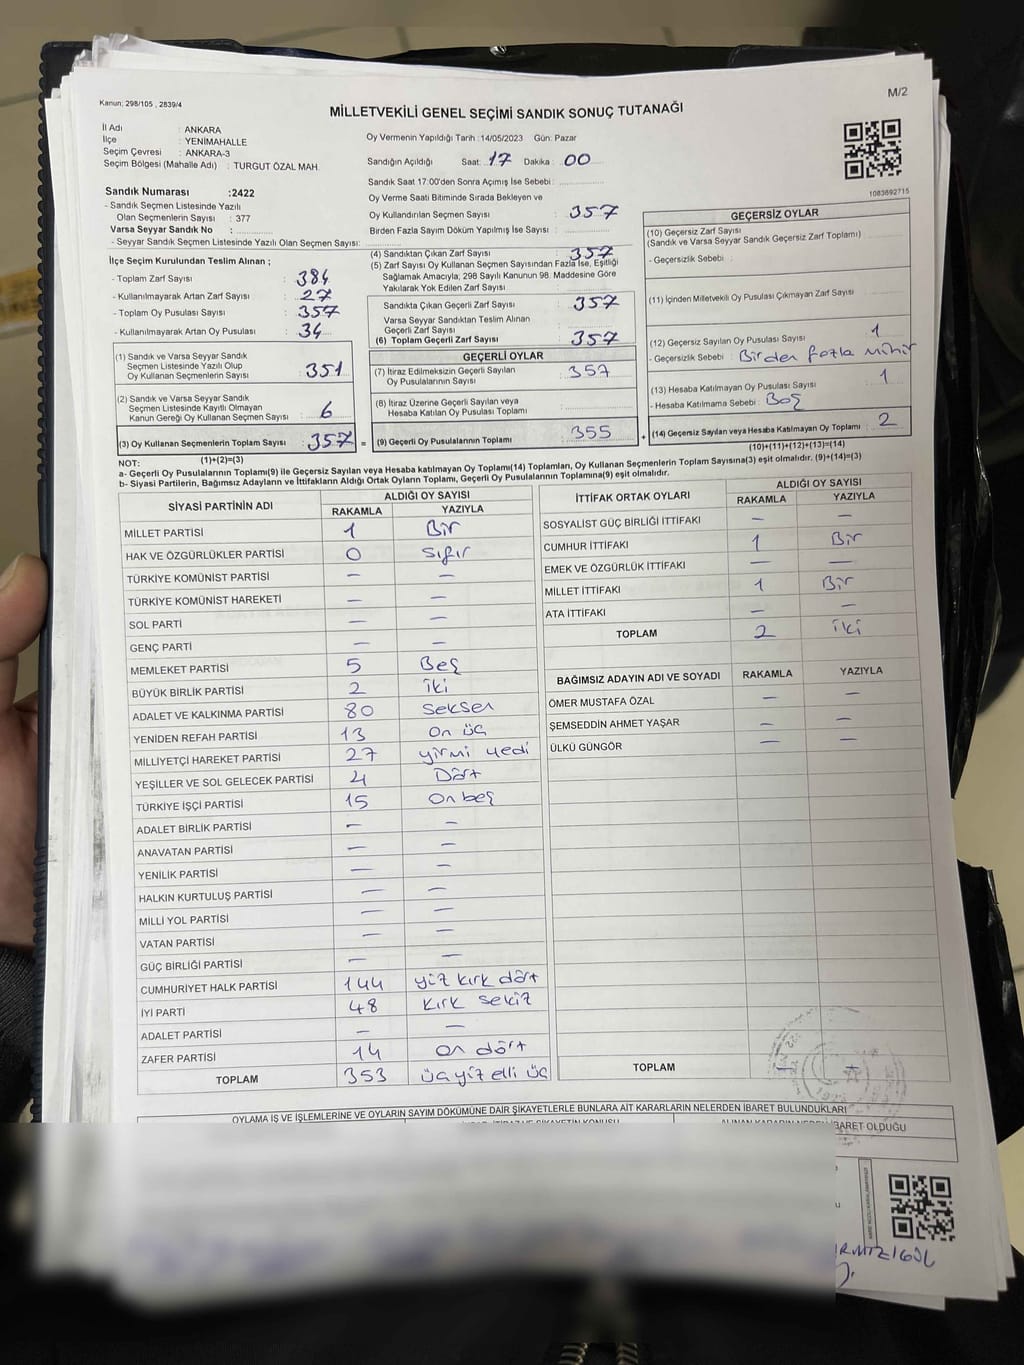 Kanun; 298/105 , 2839/4
M/2
MİLLETVEKİLİ GENEL SEÇİMİ SANDIK SONUÇ TUTANAĞI
İl Adı : ANKARA
İlçe : YENİMAHALLE
Seçim Çevresi : ANKARA-3
Seçim Bölgesi (Mahalle Adı) : TURGUT ÖZAL MAH.
Sandık Numarası :2422
- Sandık Seçmen Listesinde Yazılı
Olan Seçmenlerin Sayısı : 377
Varsa Seyyar Sandık No :
- Seyyar Sandık Seçmen Listesinde Yazılı Olan Seçmen Sayısı:
İlçe Seçim Kurulundan Teslim Alınan ;
- Toplam Zarf Sayısı : 384
- Kullanılmayarak Artan Zarf Sayısı : 27
- Toplam Oy Pusulası Sayısı : 357
- Kullanılmayarak Artan Oy Pusulası : 34
(1) Sandık ve Varsa Seyyar Sandık
Seçmen Listesinde Yazılı Olup
Oy Kullanan Seçmenlerin Sayısı : 351
(2) Sandık ve Varsa Seyyar Sandık
Seçmen Listesinde Kayıtlı Olmayan
Kanun Gereği Oy Kullanan Seçmen Sayısı : 6
(3) Oy Kullanan Seçmenlerin Toplam Sayısı : 357 =
(1)+(2)=(3)
Oy Vermenin Yapıldığı Tarih :14/05/2023 Gün: Pazar
Sandığın Açıldığı Saat: 17 Dakika : 00
Sandık Saat 17.00'den Sonra Açımış İse Sebebi :
Oy Verme Saati Bitiminde Sırada Bekleyen ve
Oy Kullandırılan Seçmen Sayısı : 357
Birden Fazla Sayım Döküm Yapılmış İse Sayısı :
(4) Sandıktan Çıkan Zarf Sayısı : 357
(5) Zarf Sayısı Oy Kullanan Seçmen Sayısından Fazla İse, Eşitliği
Sağlamak Amacıyla; 298 Sayılı Kanunun 98. Maddesine Göre
Yakılarak Yok Edilen Zarf Sayısı :
Sandıkta Çıkan Geçerli Zarf Sayısı : 357
Varsa Seyyar Sandıktan Teslim Alınan
Geçerli Zarf Sayısı :
(6) Toplam Geçerli Zarf Sayısı : 357
GEÇERLİ OYLAR
(7) İtiraz Edilmeksizin Geçerli Sayılan
Oy Pusulalarının Sayısı : 357
(8) İtiraz Üzerine Geçerli Sayılan veya
Hesaba Katılan Oy Pusulası Toplamı :
(9) Geçerli Oy Pusulalarının Toplamı : 355 +
1083892715
GEÇERSİZ OYLAR
(10) Geçersiz Zarf Sayısı
(Sandık ve Varsa Seyyar Sandık Geçersiz Zarf Toplamı) :
- Geçersizlik Sebebi :
(11) İçinden Milletvekili Oy Pusulası Çıkmayan Zarf Sayısı :
(12) Geçersiz Sayılan Oy Pusulası Sayısı : 1
- Geçersizlik Sebebi : Birden fazla mühür
(13) Hesaba Katılmayan Oy Pusulası Sayısı : 1
- Hesaba Katılmama Sebebi : Boş
(14) Geçersiz Sayılan veya Hesaba Katılmayan Oy Toplamı : 2
(10)+(11)+(12)+(13)=(14)
NOT:
a- Geçerli Oy Pusulalarının Toplamı(9) ile Geçersiz Sayılan veya Hesaba katılmayan Oy Toplamı(14) Toplamları, Oy Kullanan Seçmenlerin Toplam Sayısına(3) eşit olmalıdır. (9)+(14)=(3)
b- Siyasi Partilerin, Bağımsız Adayların ve İttifakların Aldığı Ortak Oyların Toplamı, Geçerli Oy Pusulalarının Toplamına(9) eşit olmalıdır.
SİYASİ PARTİNİN ADI ALDIĞI OY SAYISI
RAKAMLA YAZIYLA
MİLLET PARTİSİ 1 Bir
HAK VE ÖZGÜRLÜKLER PARTİSİ 0 Sıfır
TÜRKİYE KOMÜNİST PARTİSİ — —
TÜRKİYE KOMÜNİST HAREKETİ — —
SOL PARTİ — —
GENÇ PARTİ — —
MEMLEKET PARTİSİ 5 Beş
BÜYÜK BİRLİK PARTİSİ 2 iki
ADALET VE KALKINMA PARTİSİ 80 seksen
YENİDEN REFAH PARTİSİ 13 on üç
MİLLİYETÇİ HAREKET PARTİSİ 27 yirmi yedi
YEŞİLLER VE SOL GELECEK PARTİSİ 4 Dört
TÜRKİYE İŞÇİ PARTİSİ 15 On beş
ADALET BİRLİK PARTİSİ — —
ANAVATAN PARTİSİ — —
YENİLİK PARTİSİ — —
HALKIN KURTULUŞ PARTİSİ — —
MİLLİ YOL PARTİSİ — —
VATAN PARTİSİ — —
GÜÇ BİRLİĞİ PARTİSİ — —
CUMHURİYET HALK PARTİSİ 144 yüz kırk dört
İYİ PARTİ 48 kırk sekiz
ADALET PARTİSİ — —
ZAFER PARTİSİ 14 on dört
TOPLAM 353 üçyüz elli üç
İTTİFAK ORTAK OYLARI ALDIĞI OY SAYISI
RAKAMLA YAZIYLA
SOSYALİST GÜÇ BİRLİĞİ İTTİFAKI — —
CUMHUR İTTİFAKI 1 Bir
EMEK VE ÖZGÜRLÜK İTTİFAKI — —
MİLLET İTTİFAKI 1 Bir
ATA İTTİFAKI — —
TOPLAM 2 iki
BAĞIMSIZ ADAYIN ADI VE SOYADI RAKAMLA YAZIYLA
ÖMER MUSTAFA ÖZAL — —
ŞEMSEDDİN AHMET YAŞAR — —
ÜLKÜ GÜNGÖR — —
TOPLAM — —
OYLAMA İŞ VE İŞLEMLERİNE VE OYLARIN SAYIM DÖKÜMÜNE DAİR ŞİKAYETLERLE BUNLARA AİT KARARLARIN NELERDEN İBARET BULUNDUKLARI
İBARET OLDUĞU